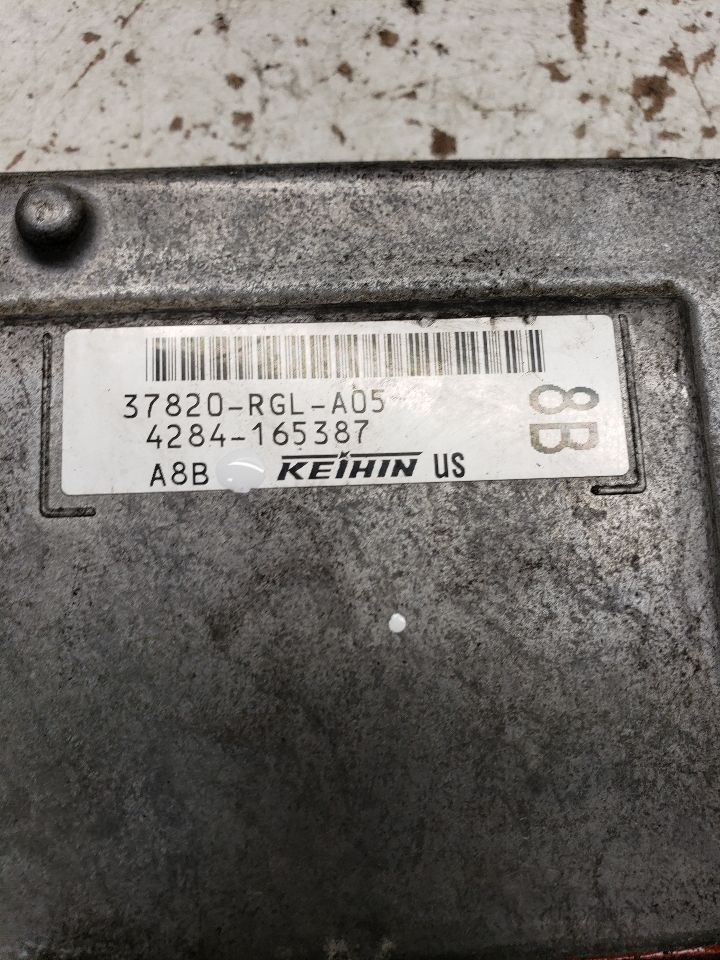 37820-RGL-A05
4284-165387
A8B KEIHIN US
8B